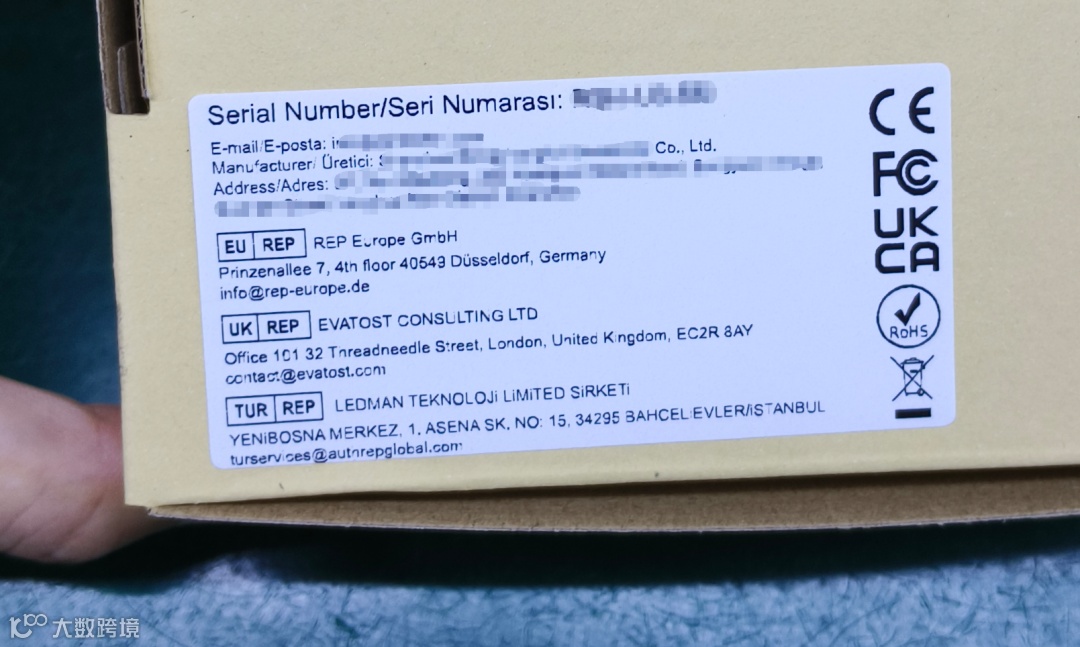 Serial Number/Seri Numarası:
E-mail/E-posta:
Manufacturer/ Üretici: Co., Ltd.
Address/Adres:
EU REP REP Europe GmbH
Prinzenallee 7, 4th floor 40549 Düsseldorf, Germany
info@rep-europe.de
UK REP EVATOST CONSULTING LTD
Office 101 32 Threadneedle Street, London, United Kingdom, EC2R 8AY
contact@evatost.com
TUR REP LEDMAN TEKNOLOJi LiMiTED SiRKETi
YENiBOSNA MERKEZ, 1. ASENA SK. NO: 15, 34295 BAHCELiEVLER/iSTANBUL
turservices@authrepglobal.com
CE
FC
UK
CA
RoHS
大数跨境